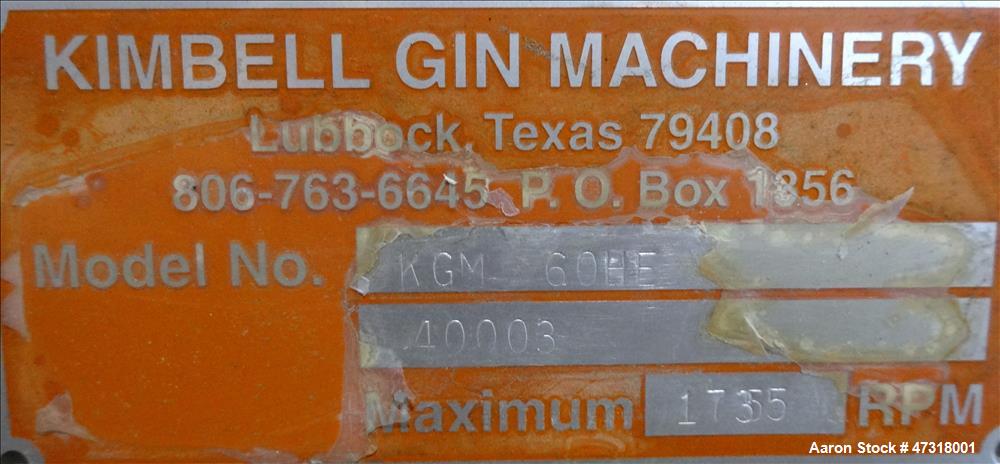 KIMBELL GIN MACHINERY
Lubbock, Texas 79408
806-763-6645 P. O. Box 1856
Model No. KGM 60HE
40003
Maximum 1735 RPM
Aaron Stock # 47318001